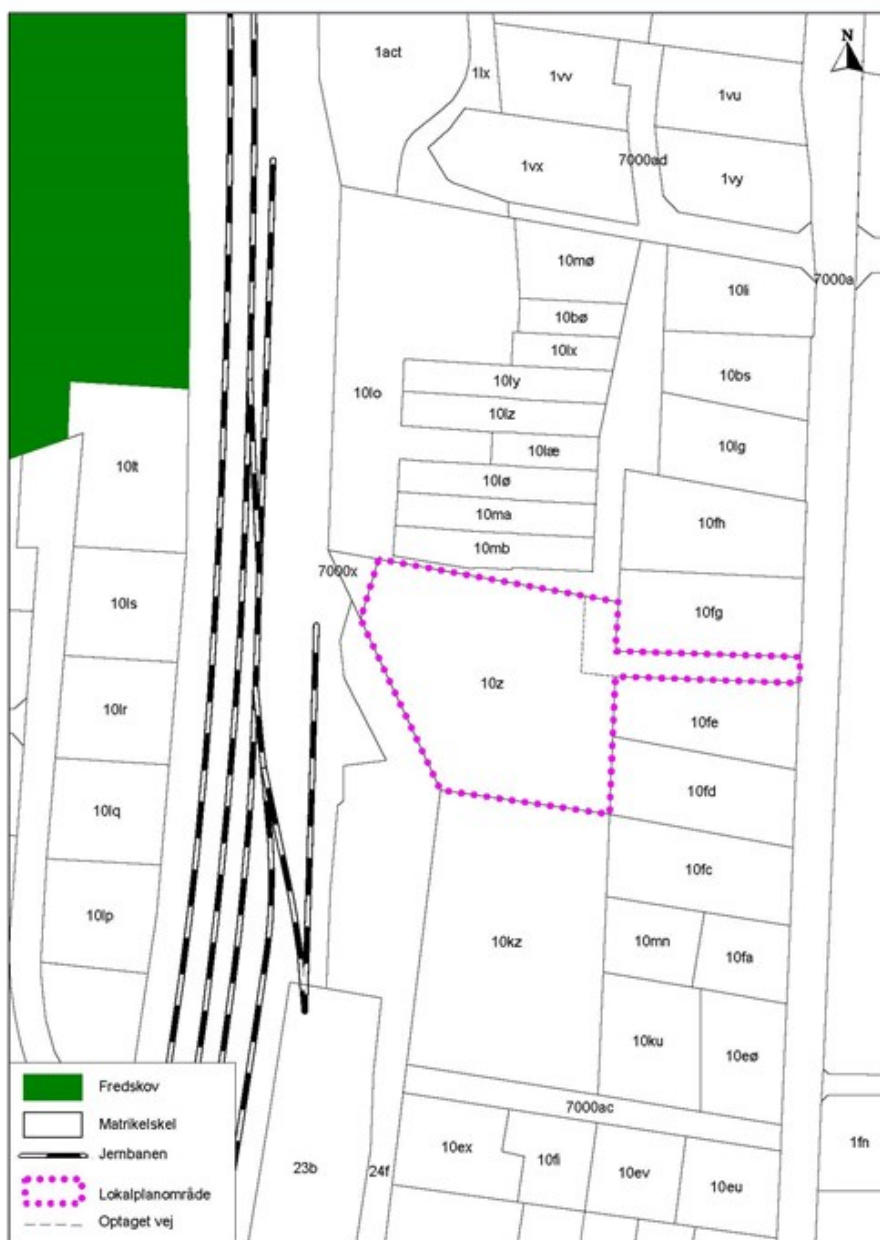 1act
1lx
1vv
N
1vu
7000ad
1vx
1vy
10mø
7000a
10li
10bø
10lx
10ly
10bs
10lo
10lz
10læ
10lg
10lt
10lø
10ma
10fh
10mb
7000x
10ls
10fg
10z
10lr
10fe
10fd
10lq
10fc
10lp
10kz
10mn
10fa
10ku
10eø
Fredskov
7000ac
Matrikelskel
10ex
10fi
1fn
Jernbanen
23b
24f
10ev
10eu
Lokalplanområde
Optaget vej